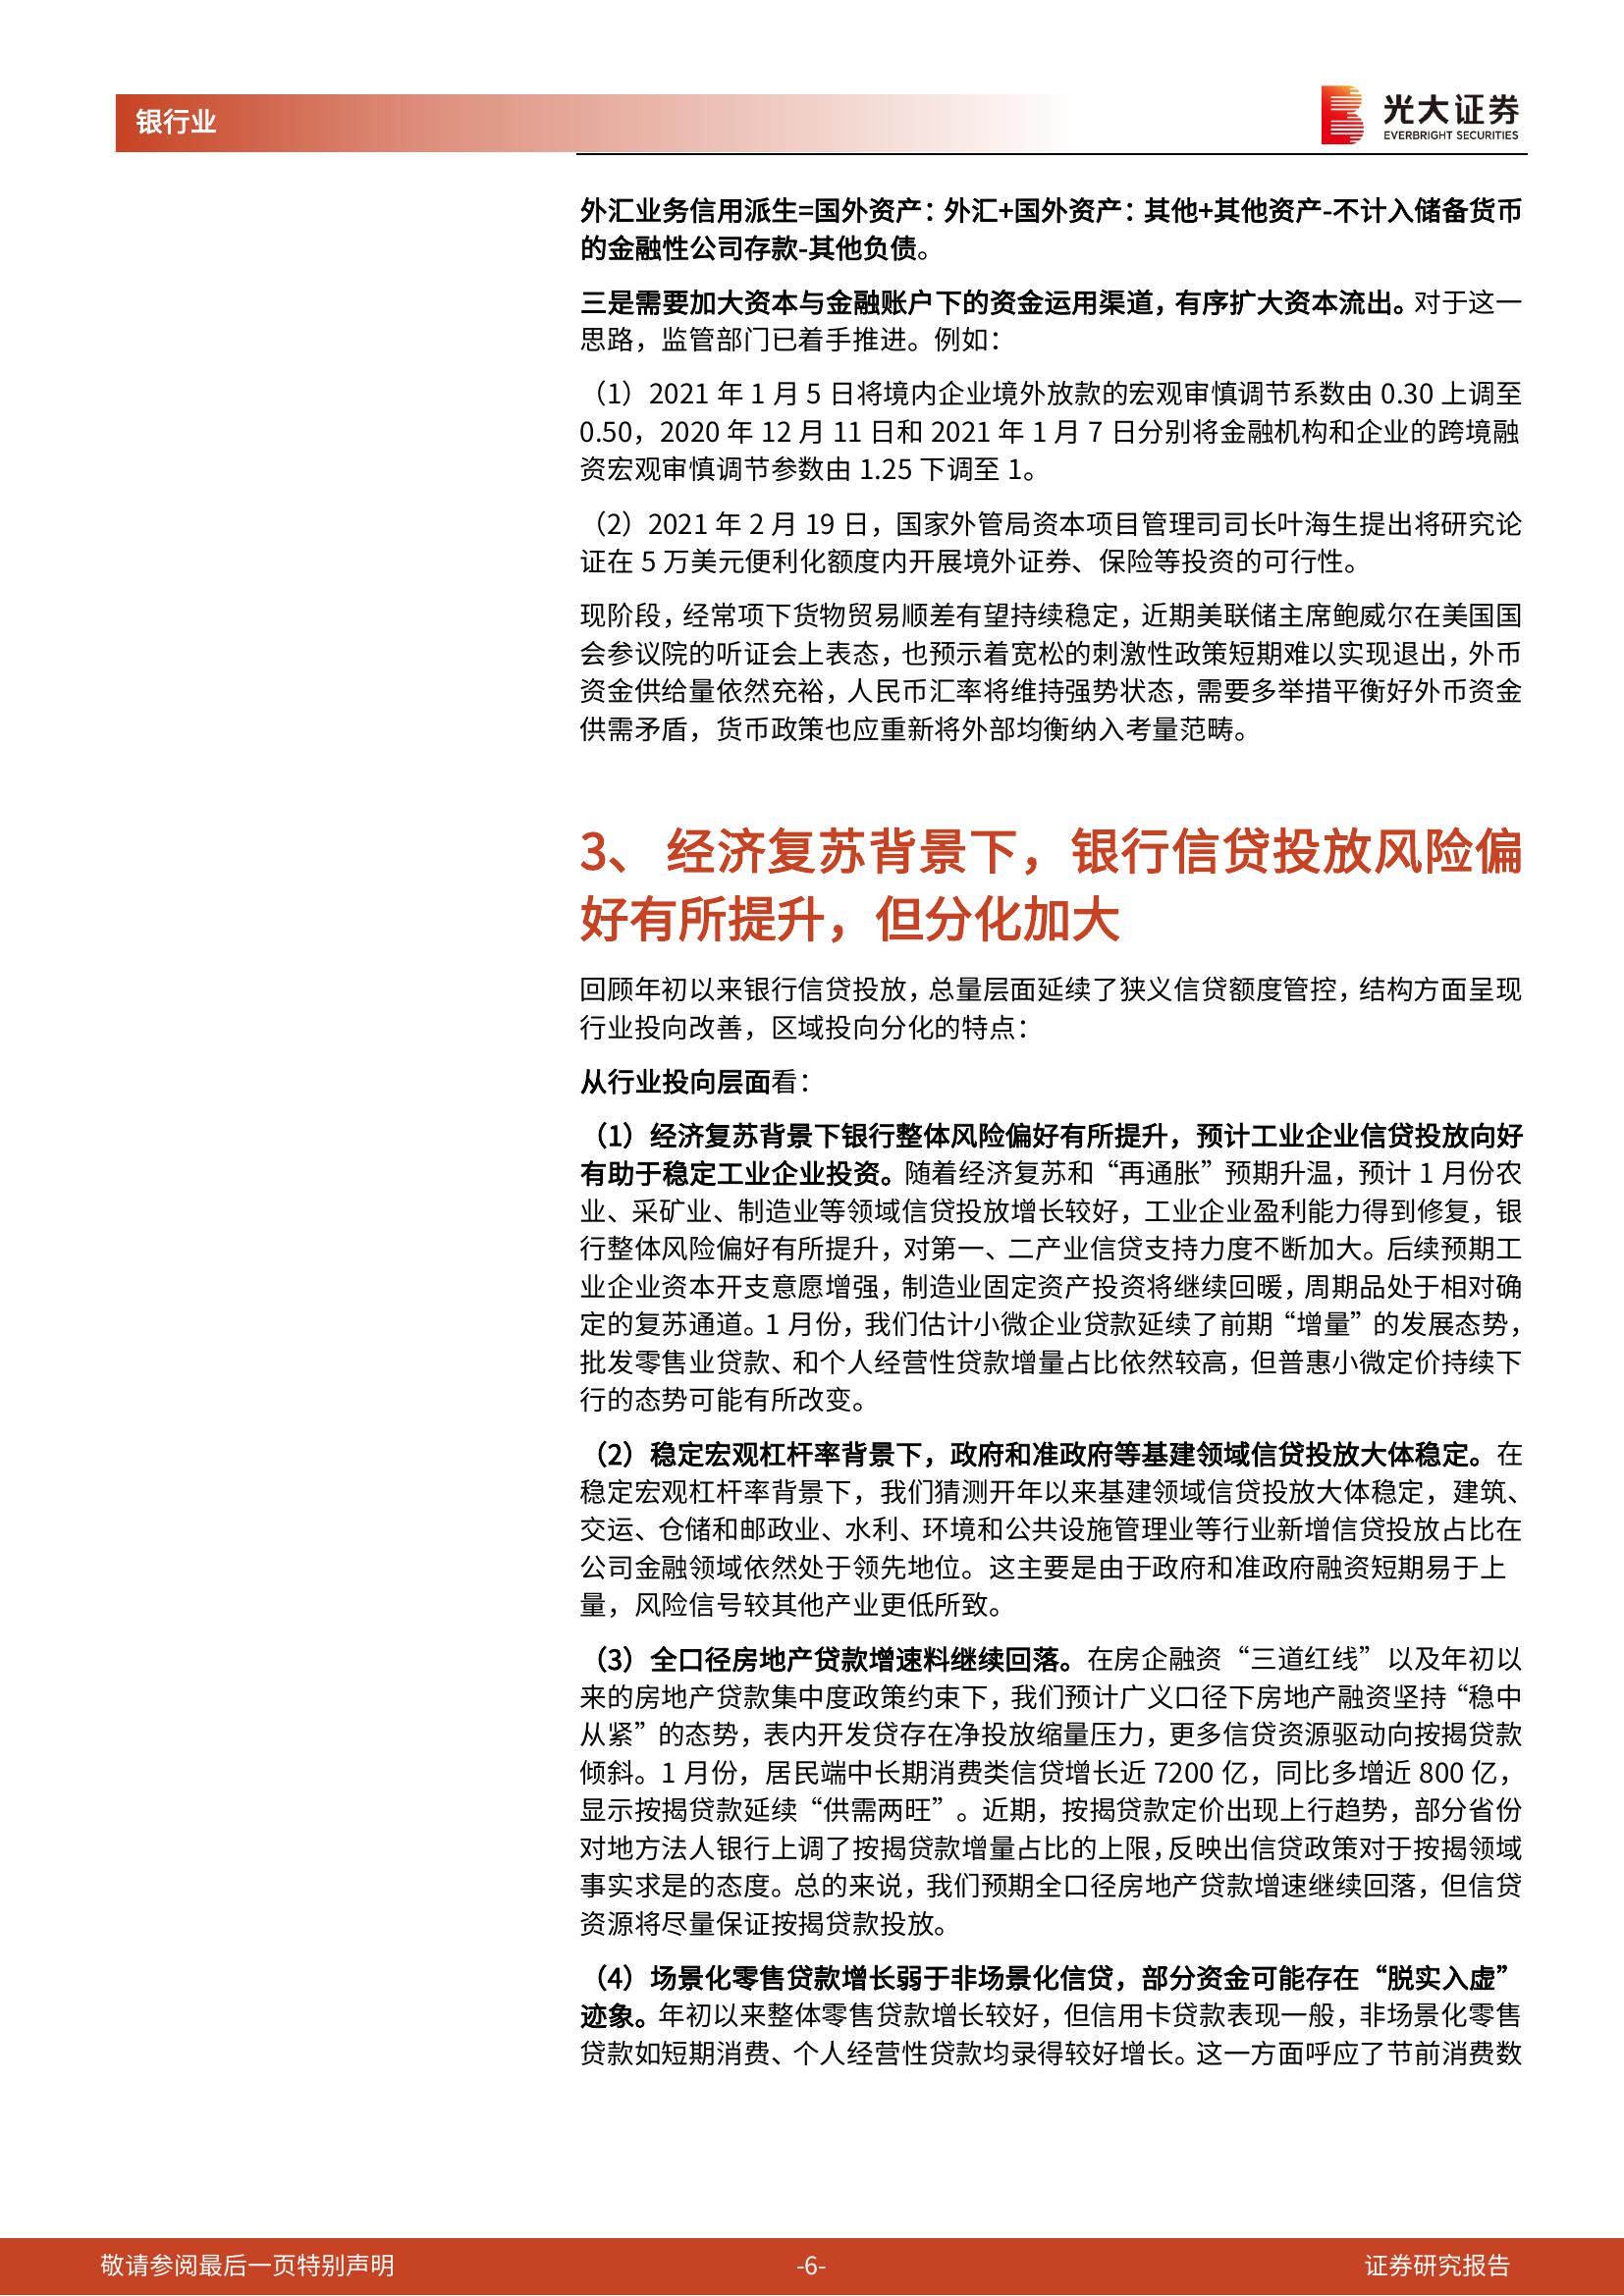 银行业
光大证券
EVERBRIGHT SECURITIES
外汇业务信用派生=国外资产：外汇+国外资产：其他+其他资产-不计入储备货币
的金融性公司存款-其他负债。
三是需要加大资本与金融账户下的资金运用渠道，有序扩大资本流出。对于这一
思路，监管部门已着手推进。例如：
（1）2021 年 1 月 5 日将境内企业境外放款的宏观审慎调节系数由 0.30 上调至
0.50，2020 年 12 月 11 日和 2021 年 1 月 7 日分别将金融机构和企业的跨境融
资宏观审慎调节参数由 1.25 下调至 1。
（2）2021 年 2 月 19 日，国家外管局资本项目管理司司长叶海生提出将研究论
证在 5 万美元便利化额度内开展境外证券、保险等投资的可行性。
现阶段，经常项下货物贸易顺差有望持续稳定，近期美联储主席鲍威尔在美国国
会参议院的听证会上表态，也预示着宽松的刺激性政策短期难以实现退出，外币
资金供给量依然充裕，人民币汇率将维持强势状态，需要多举措平衡好外币资金
供需矛盾，货币政策也应重新将外部均衡纳入考量范畴。
3、 经济复苏背景下，银行信贷投放风险偏
好有所提升，但分化加大
回顾年初以来银行信贷投放，总量层面延续了狭义信贷额度管控，结构方面呈现
行业投向改善，区域投向分化的特点：
从行业投向层面看：
（1）经济复苏背景下银行整体风险偏好有所提升，预计工业企业信贷投放向好
有助于稳定工业企业投资。随着经济复苏和“再通胀”预期升温，预计 1 月份农
业、采矿业、制造业等领域信贷投放增长较好，工业企业盈利能力得到修复，银
行整体风险偏好有所提升，对第一、二产业信贷支持力度不断加大。后续预期工
业企业资本开支意愿增强，制造业固定资产投资将继续回暖，周期品处于相对确
定的复苏通道。1 月份，我们估计小微企业贷款延续了前期“增量”的发展态势，
批发零售业贷款、和个人经营性贷款增量占比依然较高，但普惠小微定价持续下
行的态势可能有所改变。
（2）稳定宏观杠杆率背景下，政府和准政府等基建领域信贷投放大体稳定。在
稳定宏观杠杆率背景下，我们猜测开年以来基建领域信贷投放大体稳定，建筑、
交运、仓储和邮政业、水利、环境和公共设施管理业等行业新增信贷投放占比在
公司金融领域依然处于领先地位。这主要是由于政府和准政府融资短期易于上
量，风险信号较其他产业更低所致。
（3）全口径房地产贷款增速料继续回落。在房企融资“三道红线”以及年初以
来的房地产贷款集中度政策约束下，我们预计广义口径下房地产融资坚持“稳中
从紧”的态势，表内开发贷存在净投放缩量压力，更多信贷资源驱动向按揭贷款
倾斜。1 月份，居民端中长期消费类信贷增长近 7200 亿，同比多增近 800 亿，
显示按揭贷款延续“供需两旺”。近期，按揭贷款定价出现上行趋势，部分省份
对地方法人银行上调了按揭贷款增量占比的上限，反映出信贷政策对于按揭领域
事实求是的态度。总的来说，我们预期全口径房地产贷款增速继续回落，但信贷
资源将尽量保证按揭贷款投放。
（4）场景化零售贷款增长弱于非场景化信贷，部分资金可能存在“脱实入虚”
迹象。年初以来整体零售贷款增长较好，但信用卡贷款表现一般，非场景化零售
贷款如短期消费、个人经营性贷款均录得较好增长。这一方面呼应了节前消费数
敬请参阅最后一页特别声明
-6-
证券研究报告